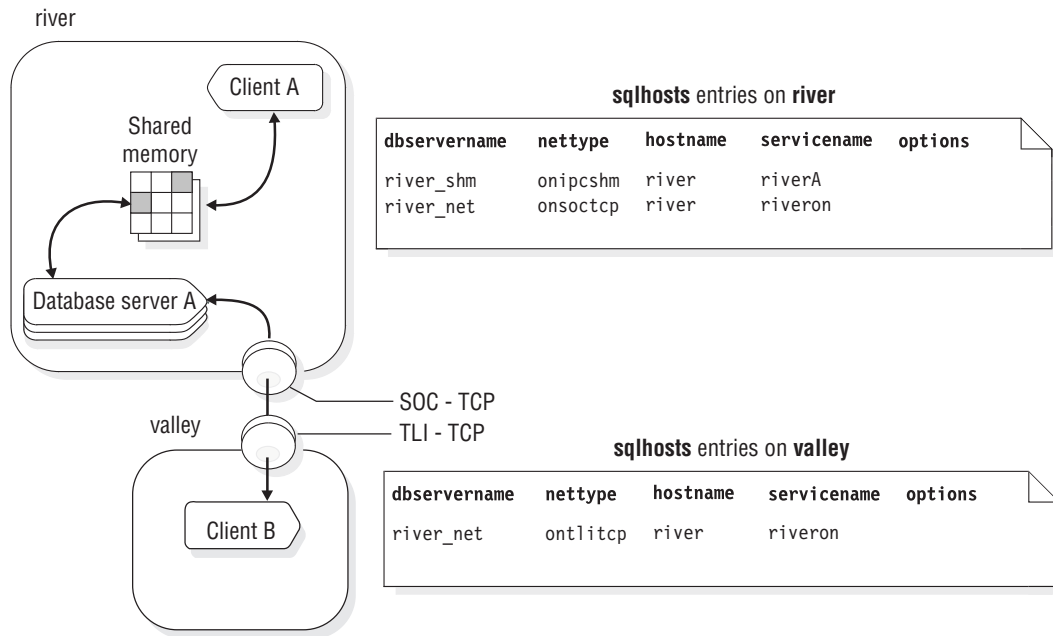 river
Client A
Shared
memory
Database server A
sqlhosts entries on river
dbservername nettype hostname servicename options
river_shm onipcshm river riverA
river_net onsoctcp river riveron
SOC - TCP
TLI - TCP
valley
Client B
sqlhosts entries on valley
dbservername nettype hostname servicename options
river_net ontlitcp river riveron